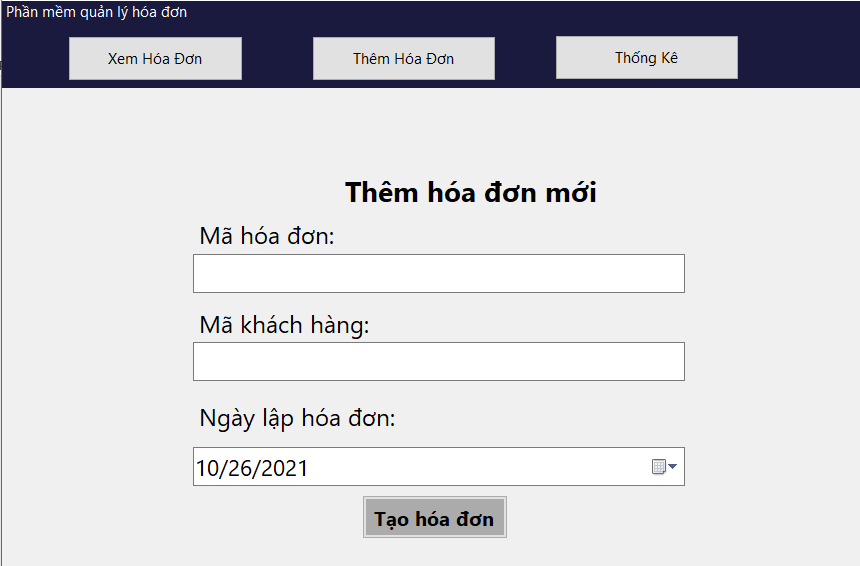 Phần mềm quản lý hóa đơn
Xem Hóa Đơn
Thêm Hóa Đơn
Thống Kê
Thêm hóa đơn mới
Mã hóa đơn:
Mã khách hàng:
Ngày lập hóa đơn:
10/26/2021
Tạo hóa đơn